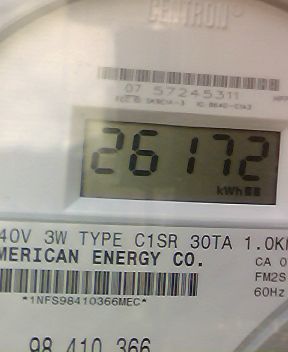 CENTRON®
07 57245311
26172
kWh
40V 3W TYPE C1SR 30TA 1.0K
MERICAN ENERGY CO.
CA 0
FM2S
60Hz
*1NFS98410366MEC*
98 410 366